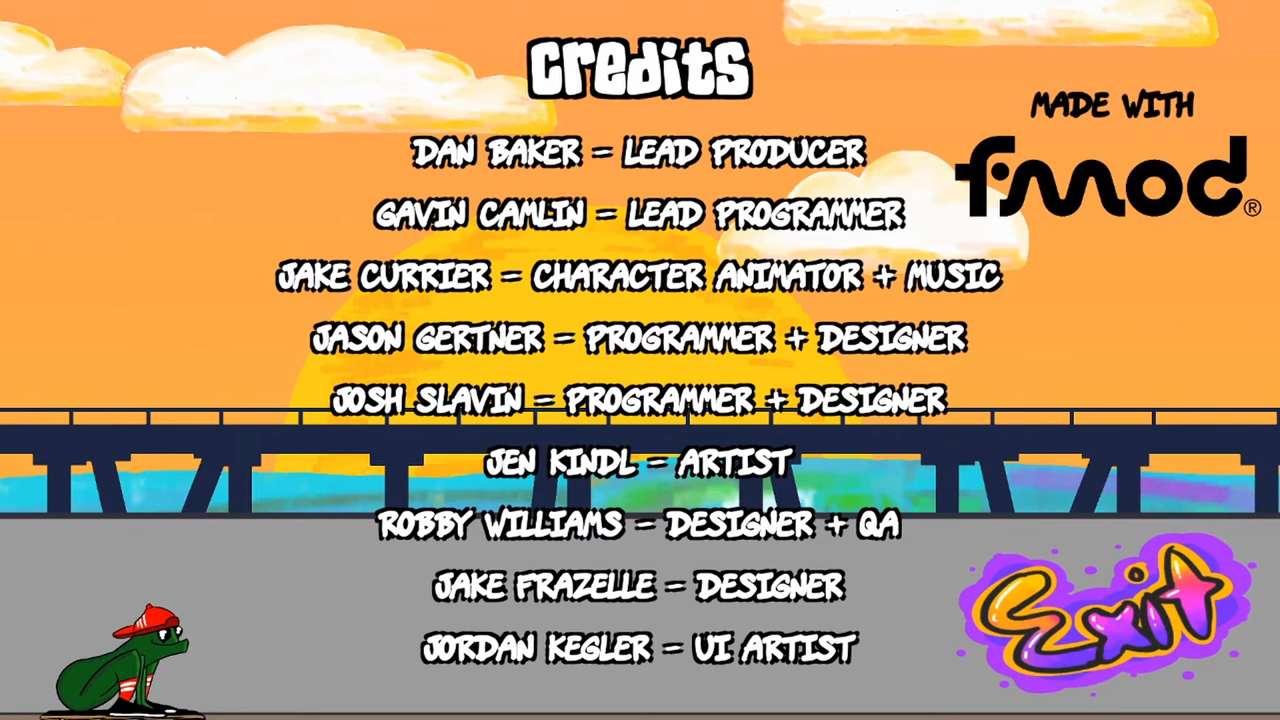 Credits
MADE WITH
fmod®
DAN BAKER - LEAD PRODUCER
GAVIN CAMLIN - LEAD PROGRAMMER
JAKE CURRIER - CHARACTER ANIMATOR + MUSIC
JASON GERTNER - PROGRAMMER + DESIGNER
JOSH SLAVIN - PROGRAMMER + DESIGNER
JEN KINDL - ARTIST
ROBBY WILLIAMS - DESIGNER + QA
JAKE FRAZELLE - DESIGNER
JORDAN KEGLER - UI ARTIST
Exit